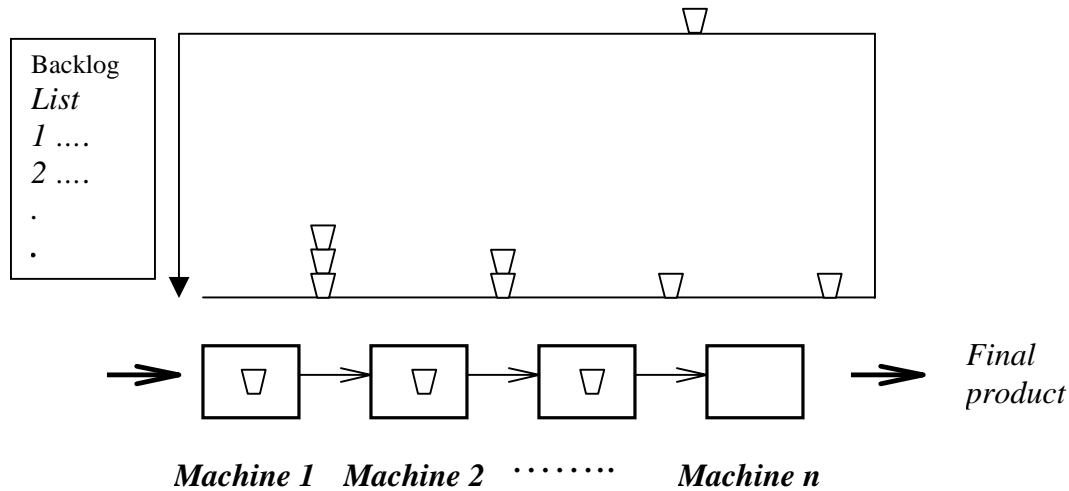 Backlog
List
1 ....
2 ....
.
.
Final
product
Machine 1 Machine 2 ........ Machine n